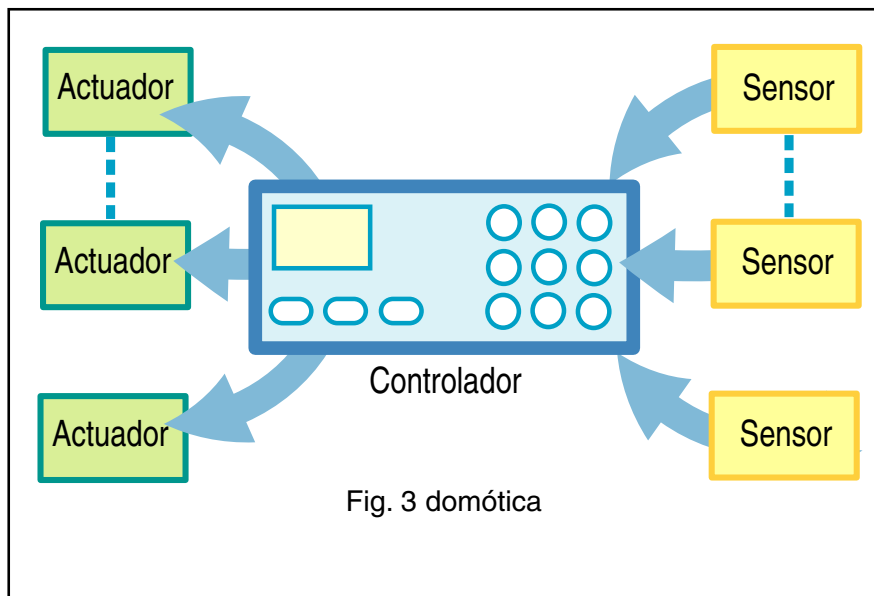 Actuador
Sensor
Actuador
Sensor
Controlador
Actuador
Sensor
Fig. 3 domótica